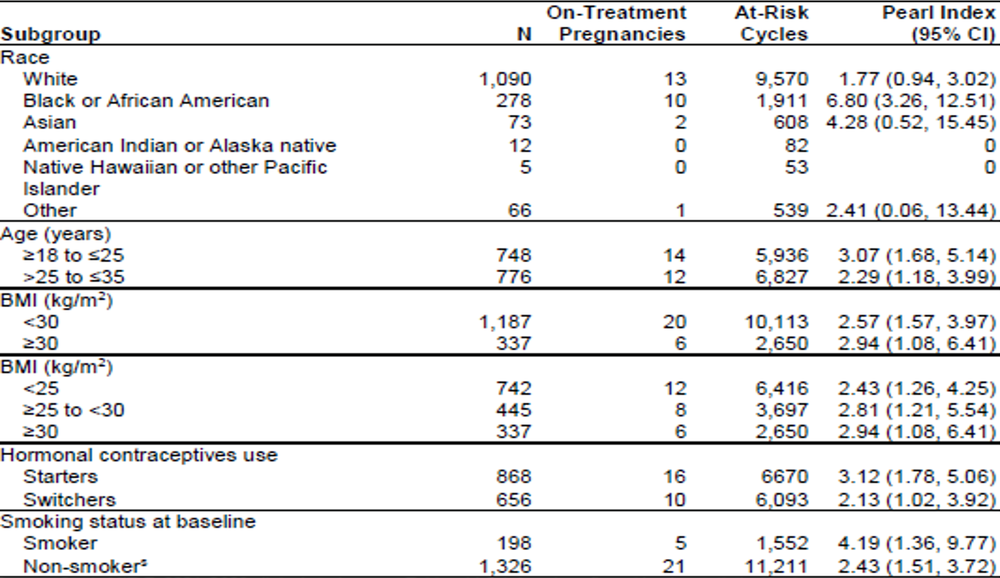 On-Treatment At-Risk Pearl Index
Subgroup N Pregnancies Cycles (95% CI)
Race
White 1,090 13 9,570 1.77 (0.94, 3.02)
Black or African American 278 10 1,911 6.80 (3.26, 12.51)
Asian 73 2 608 4.28 (0.52, 15.45)
American Indian or Alaska native 12 0 82 0
Native Hawaiian or other Pacific 5 0 53 0
Islander
Other 66 1 539 2.41 (0.06, 13.44)
Age (years)
≥18 to ≤25 748 14 5,936 3.07 (1.68, 5.14)
>25 to ≤35 776 12 6,827 2.29 (1.18, 3.99)
BMI (kg/m²)
<30 1,187 20 10,113 2.57 (1.57, 3.97)
≥30 337 6 2,650 2.94 (1.08, 6.41)
BMI (kg/m²)
<25 742 12 6,416 2.43 (1.26, 4.25)
≥25 to <30 445 8 3,697 2.81 (1.21, 5.54)
≥30 337 6 2,650 2.94 (1.08, 6.41)
Hormonal contraceptives use
Starters 868 16 6670 3.12 (1.78, 5.06)
Switchers 656 10 6,093 2.13 (1.02, 3.92)
Smoking status at baseline
Smoker 198 5 1,552 4.19 (1.36, 9.77)
Non-smokerˢ 1,326 21 11,211 2.43 (1.51, 3.72)